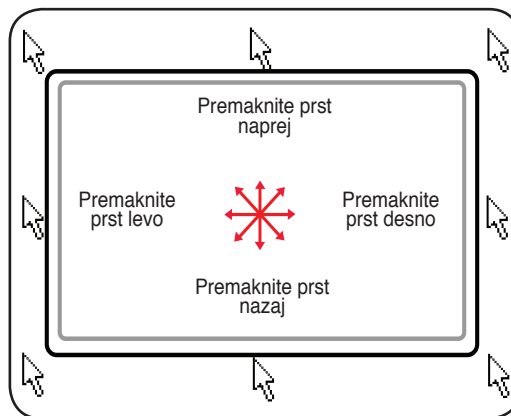 Premaknite prst
naprej
Premaknite
prst levo
Premaknite
prst desno
Premaknite prst
nazaj